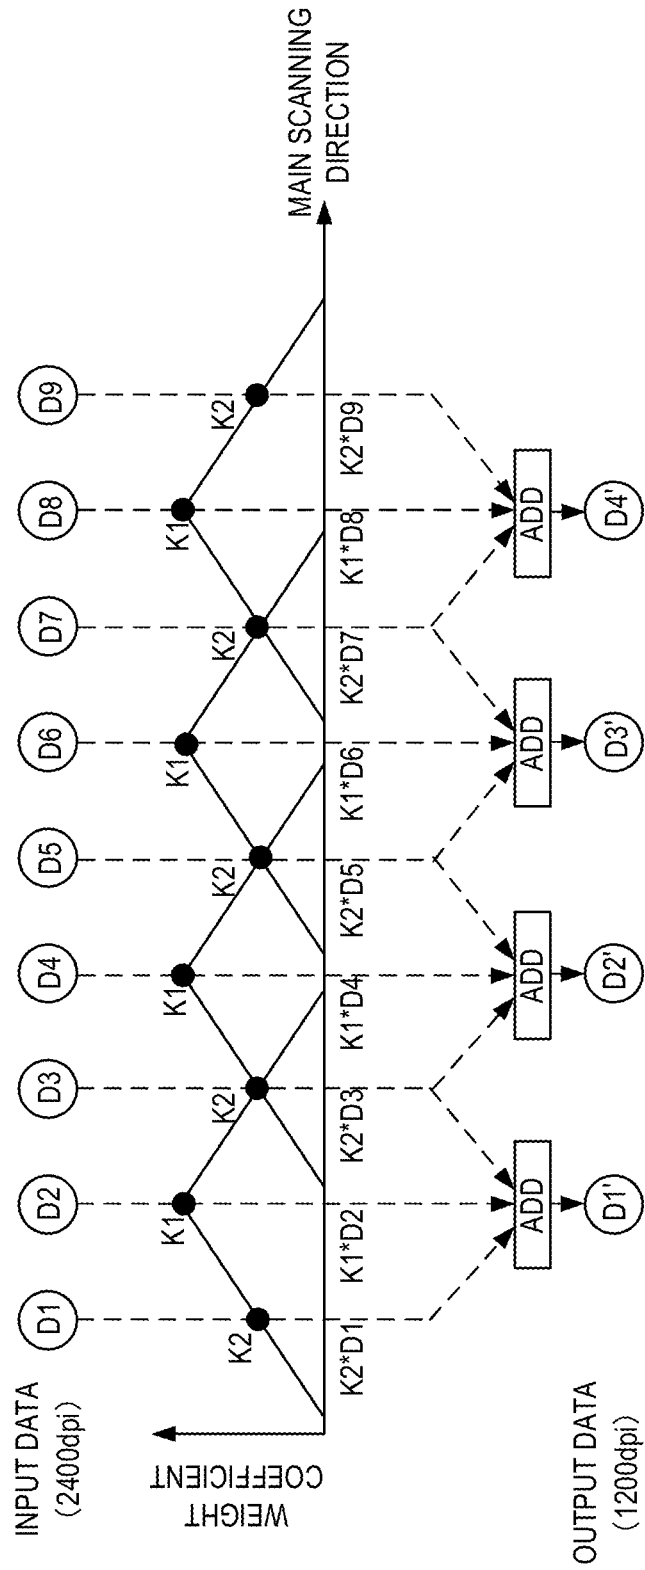 INPUT DATA
(2400dpi)
D1
D2
D3
D4
D5
D6
D7
D8
D9
WEIGHT
COEFFICIENT
K2
K1
K2
K1
K2
K1
K2
K1
K2
MAIN SCANNING
DIRECTION
K2*D1
K1*D2
K2*D3
K1*D4
K2*D5
K1*D6
K2*D7
K1*D8
K2*D9
ADD
ADD
ADD
ADD
OUTPUT DATA
(1200dpi)
D1'
D2'
D3'
D4'